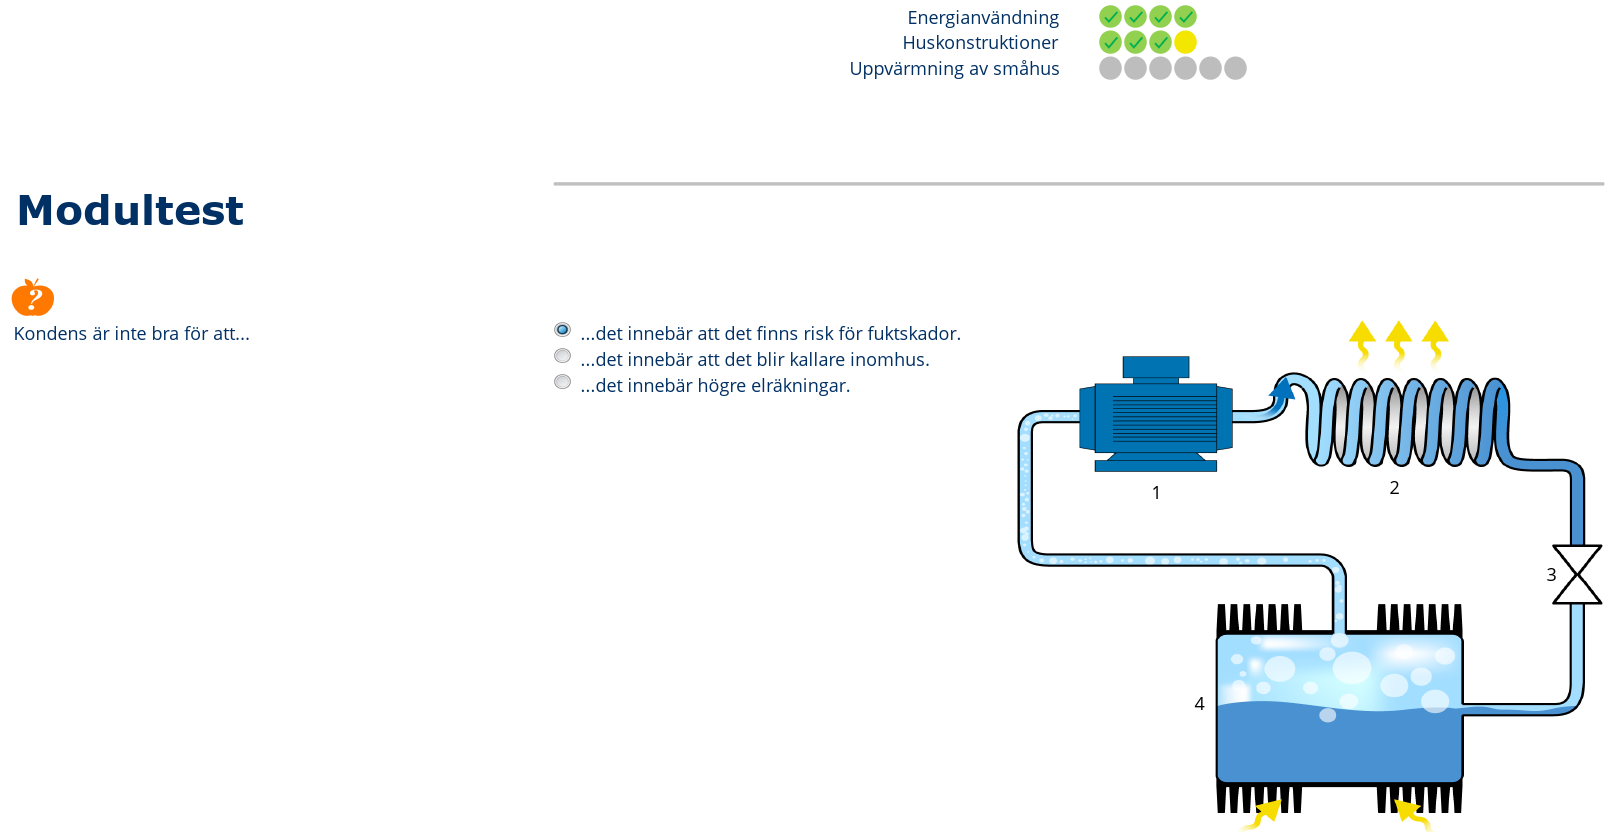 Energianvändning
Huskonstruktioner
Uppvärmning av småhus
Modultest
?
Kondens är inte bra för att...
...det innebär att det finns risk för fuktskador.
...det innebär att det blir kallare inomhus.
...det innebär högre elräkningar.
1
2
3
4